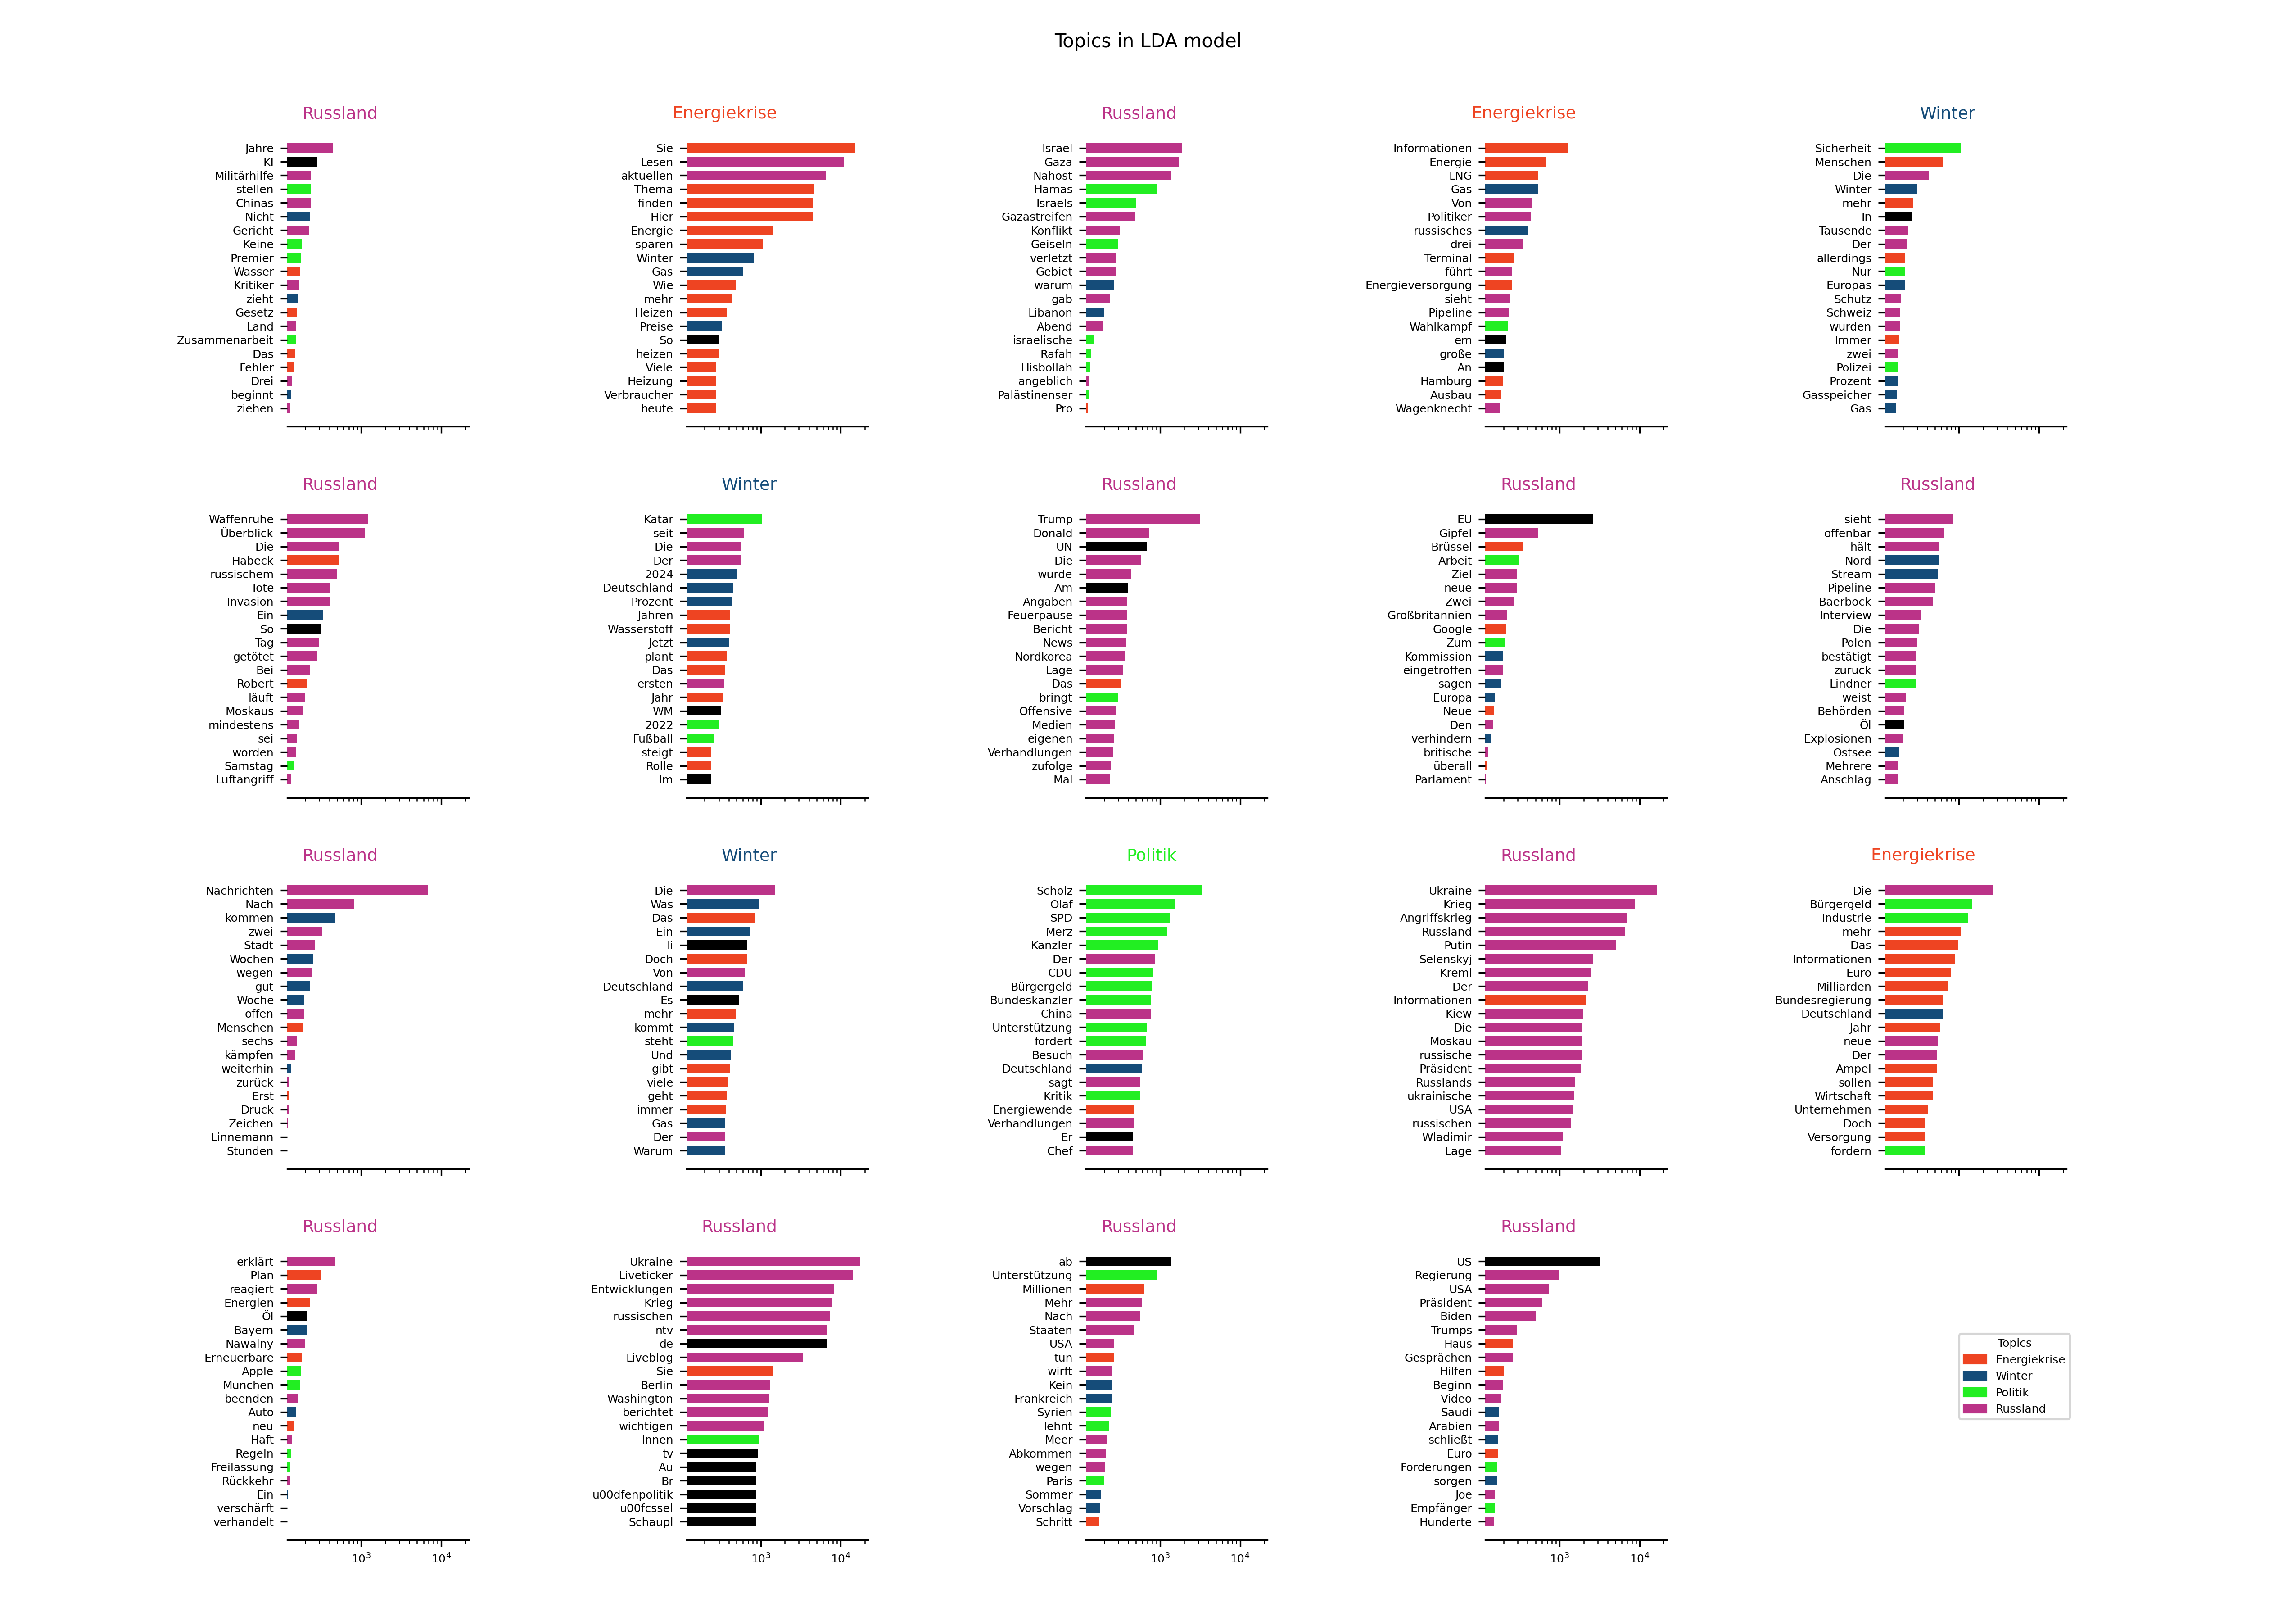 Topics in LDA model
Russland
Jahre
KI
Militärhilfe
stellen
Chinas
Nicht
Gericht
Keine
Premier
Wasser
Kritiker
zieht
Gesetz
Land
Zusammenarbeit
Das
Fehler
Drei
beginnt
ziehen
Energiekrise
Sie
Lesen
aktuellen
Thema
finden
Hier
Energie
sparen
Winter
Gas
Wie
mehr
Heizen
Preise
So
heizen
Viele
Heizung
Verbraucher
heute
Russland
Israel
Gaza
Nahost
Hamas
Israels
Gazastreifen
Konflikt
Geiseln
verletzt
Gebiet
warum
gab
Libanon
Abend
israelische
Rafah
Hisbollah
angeblich
Palästinenser
Pro
Energiekrise
Informationen
Energie
LNG
Gas
Von
Politiker
russisches
drei
Terminal
führt
Energieversorgung
sieht
Pipeline
Wahlkampf
em
große
An
Hamburg
Ausbau
Wagenknecht
Winter
Sicherheit
Menschen
Die
Winter
mehr
In
Tausende
Der
allerdings
Nur
Europas
Schutz
Schweiz
wurden
Immer
zwei
Polizei
Prozent
Gasspeicher
Gas
Russland
Waffenruhe
Überblick
Die
Habeck
russischem
Tote
Invasion
Ein
So
Tag
getötet
Bei
Robert
läuft
Moskaus
mindestens
sei
worden
Samstag
Luftangriff
Winter
Katar
seit
Die
Der
2024
Deutschland
Prozent
Jahren
Wasserstoff
Jetzt
plant
Das
ersten
Jahr
WM
2022
Fußball
steigt
Rolle
Im
Russland
Trump
Donald
UN
Die
wurde
Am
Angaben
Feuerpause
Bericht
News
Nordkorea
Lage
Das
bringt
Offensive
Medien
eigenen
Verhandlungen
zufolge
Mal
Russland
EU
Gipfel
Brüssel
Arbeit
Ziel
neue
Zwei
Großbritannien
Google
Zum
Kommission
eingetroffen
sagen
Europa
Neue
Den
verhindern
britische
überall
Parlament
Russland
sieht
offenbar
hält
Nord
Stream
Pipeline
Baerbock
Interview
Die
Polen
bestätigt
zurück
Lindner
weist
Behörden
Öl
Explosionen
Ostsee
Mehrere
Anschlag
Russland
Nachrichten
Nach
kommen
zwei
Stadt
Wochen
wegen
gut
Woche
offen
Menschen
sechs
kämpfen
weiterhin
zurück
Erst
Druck
Zeichen
Linnemann
Stunden
Winter
Die
Was
Das
Ein
li
Doch
Von
Deutschland
Es
mehr
kommt
steht
Und
gibt
viele
geht
immer
Gas
Der
Warum
Politik
Scholz
Olaf
SPD
Merz
Kanzler
Der
CDU
Bürgergeld
Bundeskanzler
China
Unterstützung
fordert
Besuch
Deutschland
sagt
Kritik
Energiewende
Verhandlungen
Er
Chef
Russland
Ukraine
Krieg
Angriffskrieg
Russland
Putin
Selenskyj
Kreml
Der
Informationen
Kiew
Die
Moskau
russische
Präsident
Russlands
ukrainische
USA
russischen
Wladimir
Lage
Energiekrise
Die
Bürgergeld
Industrie
mehr
Das
Informationen
Euro
Milliarden
Bundesregierung
Deutschland
Jahr
neue
Der
Ampel
sollen
Wirtschaft
Unternehmen
Doch
Versorgung
fordern
Russland
erklärt
Plan
reagiert
Energien
Öl
Bayern
Nawalny
Erneuerbare
Apple
München
beenden
Auto
neu
Haft
Regeln
Freilassung
Rückkehr
Ein
verschärft
verhandelt
10³ 10⁴
Russland
Ukraine
Liveticker
Entwicklungen
Krieg
russischen
ntv
de
Liveblog
Sie
Berlin
Washington
berichtet
wichtigen
Innen
tv
Au
Br
u00dfenpolitik
u00fcssel
Schaupl
10³ 10⁴
Russland
ab
Unterstützung
Millionen
Mehr
Nach
Staaten
USA
tun
wirft
Kein
Frankreich
Syrien
lehnt
Meer
Abkommen
wegen
Paris
Sommer
Vorschlag
Schritt
10³ 10⁴
Russland
US
Regierung
USA
Präsident
Biden
Trumps
Haus
Gesprächen
Hilfen
Beginn
Video
Saudi
Arabien
schließt
Euro
Forderungen
sorgen
Joe
Empfänger
Hunderte
10³ 10⁴
Topics
Energiekrise
Winter
Politik
Russland